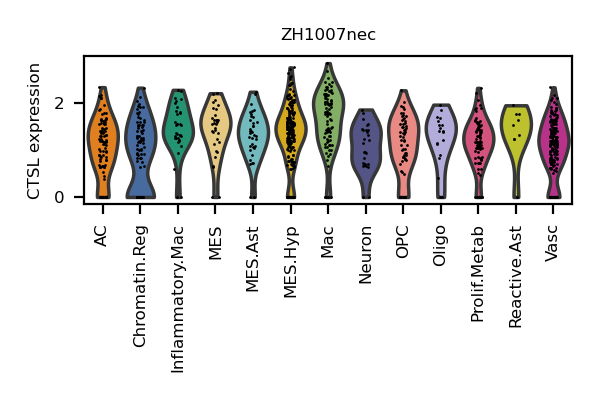 ZH1007nec
CTSL expression
2
0
AC
Chromatin.Reg
Inflammatory.Mac
MES
MES.Ast
MES.Hyp
Mac
Neuron
OPC
Oligo
Prolif.Metab
Reactive.Ast
Vasc